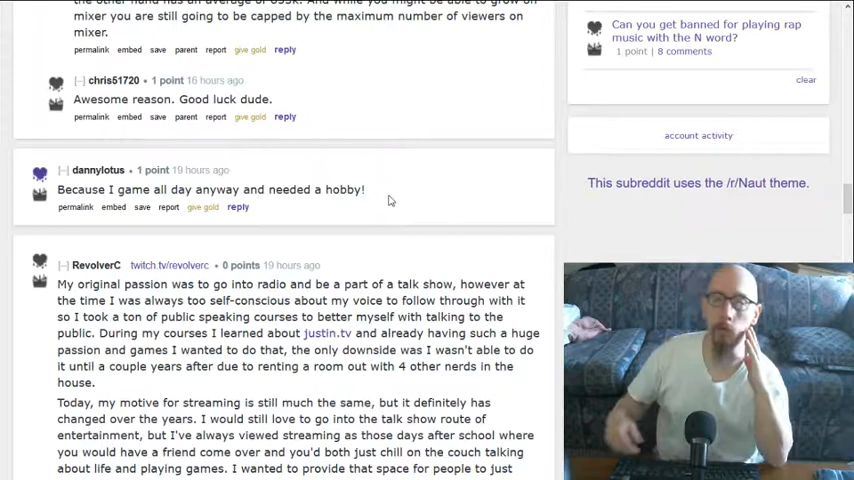 the other hand has an average of 635k. And while you might be able to grow on
mixer you are still going to be capped by the maximum number of viewers on
mixer.
permalink embed save parent report give gold reply
[–] chris51720 • 1 point 16 hours ago
Awesome reason. Good luck dude.
permalink embed save parent report give gold reply
[–] dannylotus • 1 point 19 hours ago
Because I game all day anyway and needed a hobby!
permalink embed save report give gold reply
[–] RevolverC twitch.tv/revolverc • 0 points 19 hours ago
My original passion was to go into radio and be a part of a talk show, however at
the time I was always too self-conscious about my voice to follow through with it
so I took a ton of public speaking courses to better myself with talking to the
public. During my courses I learned about justin.tv and already having such a huge
passion and games I wanted to do that, the only downside was I wasn't able to do
it until a couple years after due to renting a room out with 4 other nerds in the
house.
Today, my motive for streaming is still much the same, but it definitely has
changed over the years. I would still love to go into the talk show route of
entertainment, but I've always viewed streaming as those days after school where
you would have a friend come over and you'd both just chill on the couch talking
about life and playing games. I wanted to provide that space for people to just
Can you get banned for playing rap
music with the N word?
1 point | 8 comments
clear
account activity
This subreddit uses the /r/Naut theme.